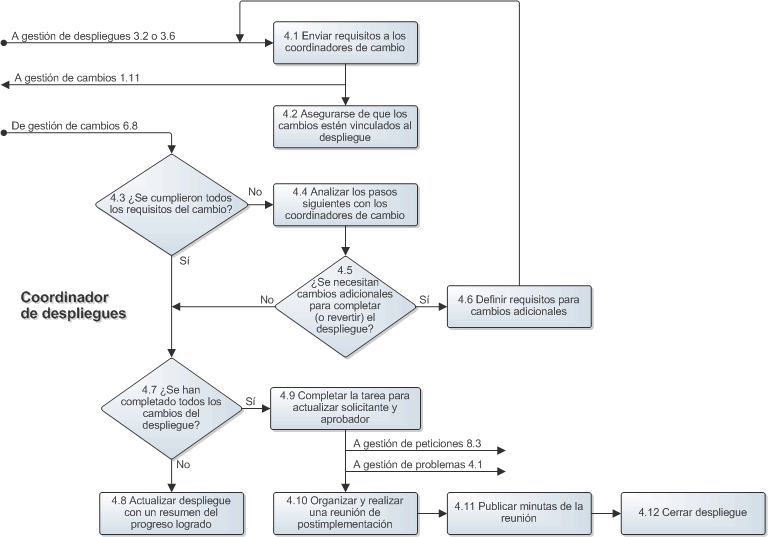 A gestión de despliegues 3.2 o 3.6
4.1 Enviar requisitos a los
coordinadores de cambio
A gestión de cambios 1.11
4.2 Asegurarse de que los
cambios estén vinculados al
despliegue
De gestión de cambios 6.8
4.3 ¿Se cumplieron todos
los requisitos del cambio?
No
4.4 Analizar los pasos
siguientes con los
coordinadores de cambio
Sí
4.5
¿Se necesitan
cambios adicionales
para completar
(o revertir) el
despliegue?
No
Sí
4.6 Definir requisitos para
cambios adicionales
Coordinador
de despliegues
4.7 ¿Se han
completado todos los
cambios del
despliegue?
Sí
4.9 Completar la tarea para
actualizar solicitante y
aprobador
A gestión de peticiones 8.3
A gestión de problemas 4.1
No
4.8 Actualizar despliegue
con un resumen del
progreso logrado
4.10 Organizar y realizar
una reunión de
postimplementación
4.11 Publicar minutas de la
reunión
4.12 Cerrar despliegue